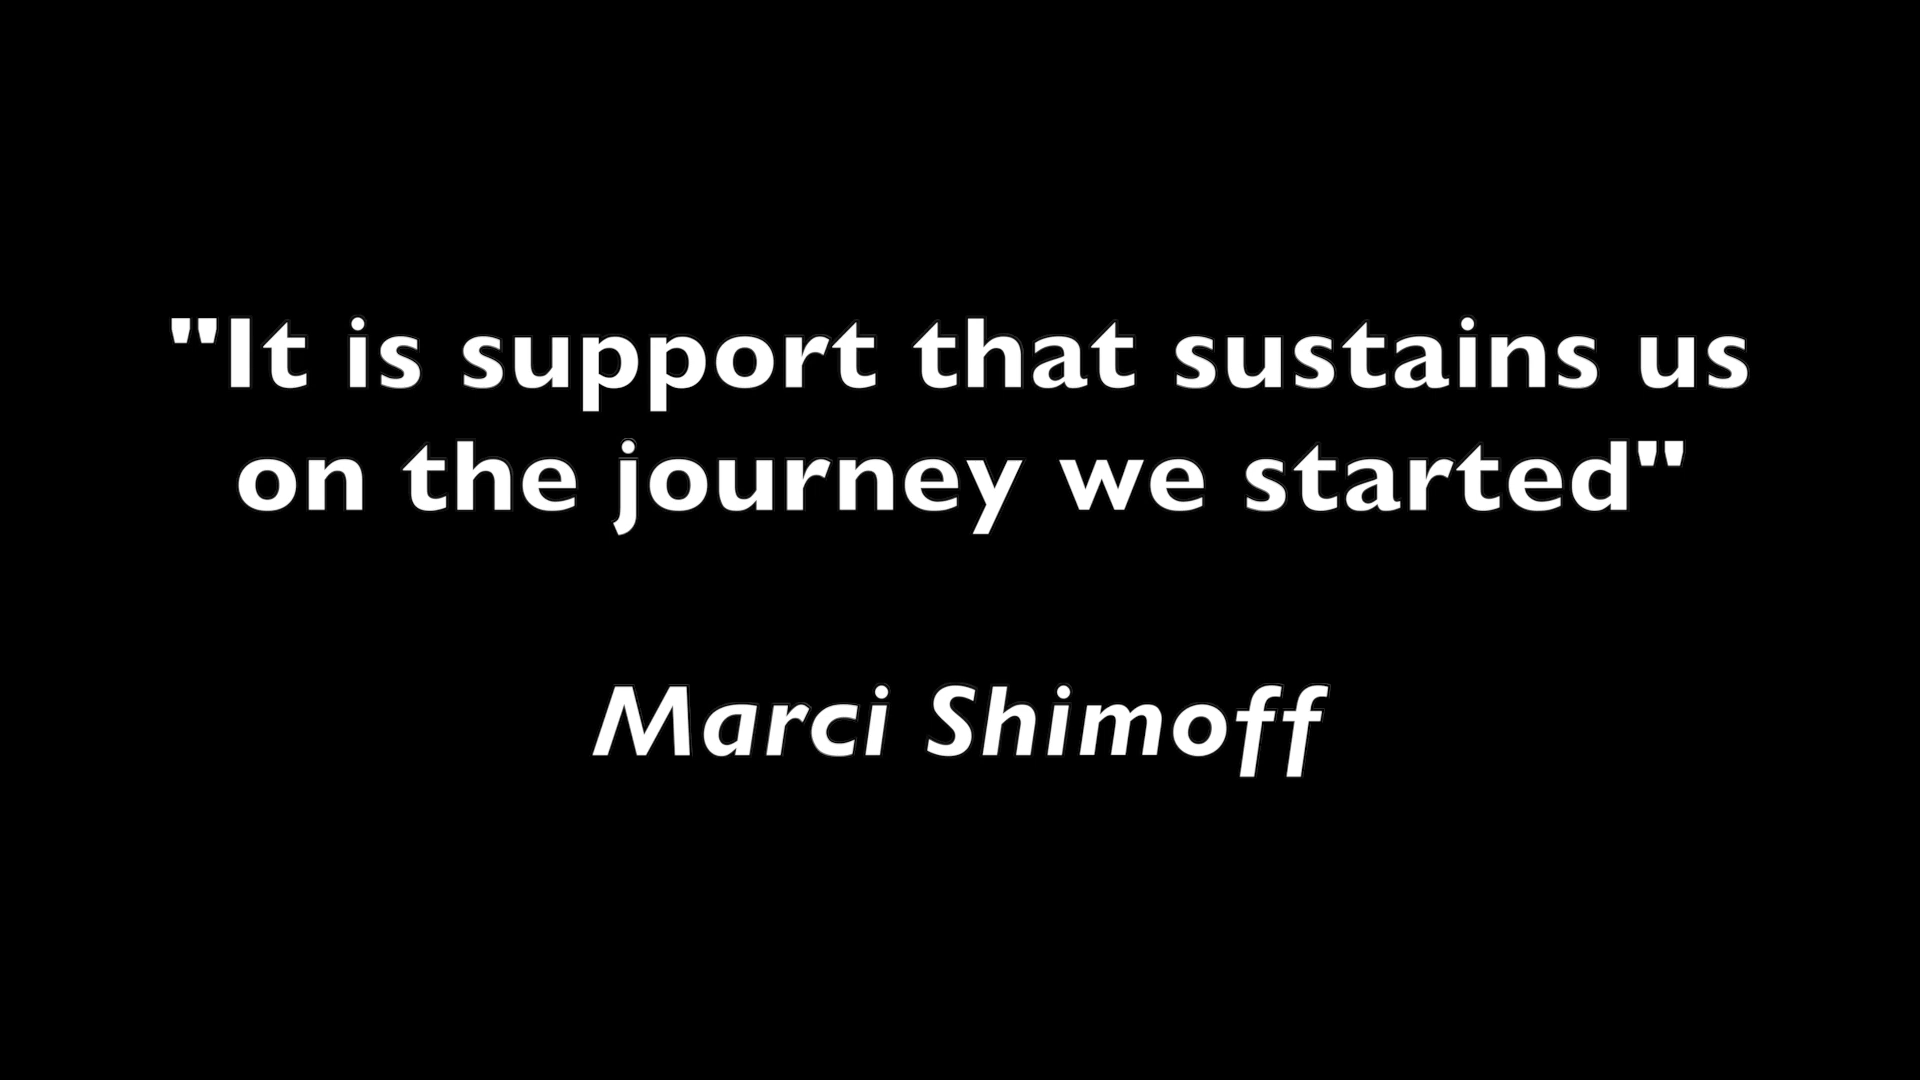 "It is support that sustains us
on the journey we started"
Marci Shimoff